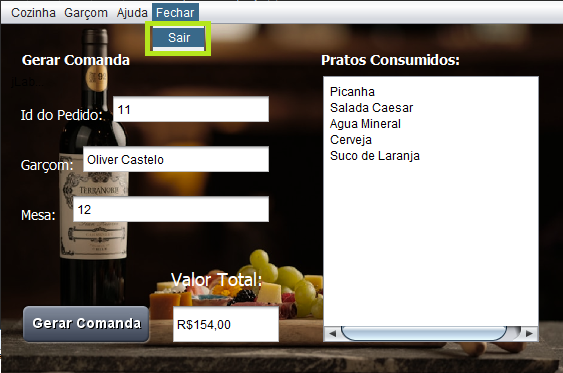 Cozinha Garçom Ajuda Fechar
Sair
Gerar Comanda
Id do Pedido: 11
Garçom: Oliver Castelo
Mesa: 12
Valor Total:
Gerar Comanda R$154,00
Pratos Consumidos:
Picanha
Salada Caesar
Agua Mineral
Cerveja
Suco de Laranja